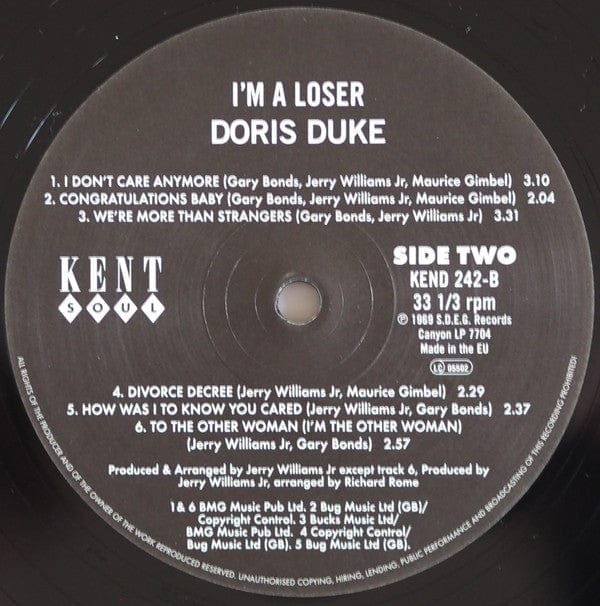 I'M A LOSER
DORIS DUKE
1. I DON'T CARE ANYMORE (Gary Bonds, Jerry Williams Jr, Maurice Gimbel) 3.10
2. CONGRATULATIONS BABY (Gary Bonds, Jerry Williams Jr, Maurice Gimbel) 2.04
3. WE'RE MORE THAN STRANGERS (Gary Bonds, Jerry Williams Jr) 3.31
KENT
SOUL
SIDE TWO
KEND 242-B
33 1/3 rpm
℗ 1969 S.D.E.G. Records
Canyon LP 7704
Made in the EU
LC 05502
4. DIVORCE DECREE (Jerry Williams Jr, Maurice Gimbel) 2.29
5. HOW WAS I TO KNOW YOU CARED (Jerry Williams Jr, Gary Bonds) 2.37
6. TO THE OTHER WOMAN (I'M THE OTHER WOMAN)
(Jerry Williams Jr, Gary Bonds) 2.57
Produced & Arranged by Jerry Williams Jr except track 6, Produced by
Jerry Williams Jr, arranged by Richard Rome
1 & 6 BMG Music Pub Ltd. 2 Bug Music Ltd (GB)/
Copyright Control. 3 Bucks Music Ltd/
BMG Music Pub Ltd. 4 Copyright Control/
Bug Music Ltd (GB). 5 Bug Music Ltd (GB).
ALL RIGHTS OF THE PRODUCER AND OF THE OWNER OF THE WORK REPRODUCED RESERVED. UNAUTHORISED COPYING, HIRING, LENDING, PUBLIC PERFORMANCE AND BROADCASTING OF THIS RECORDING PROHIBITED!